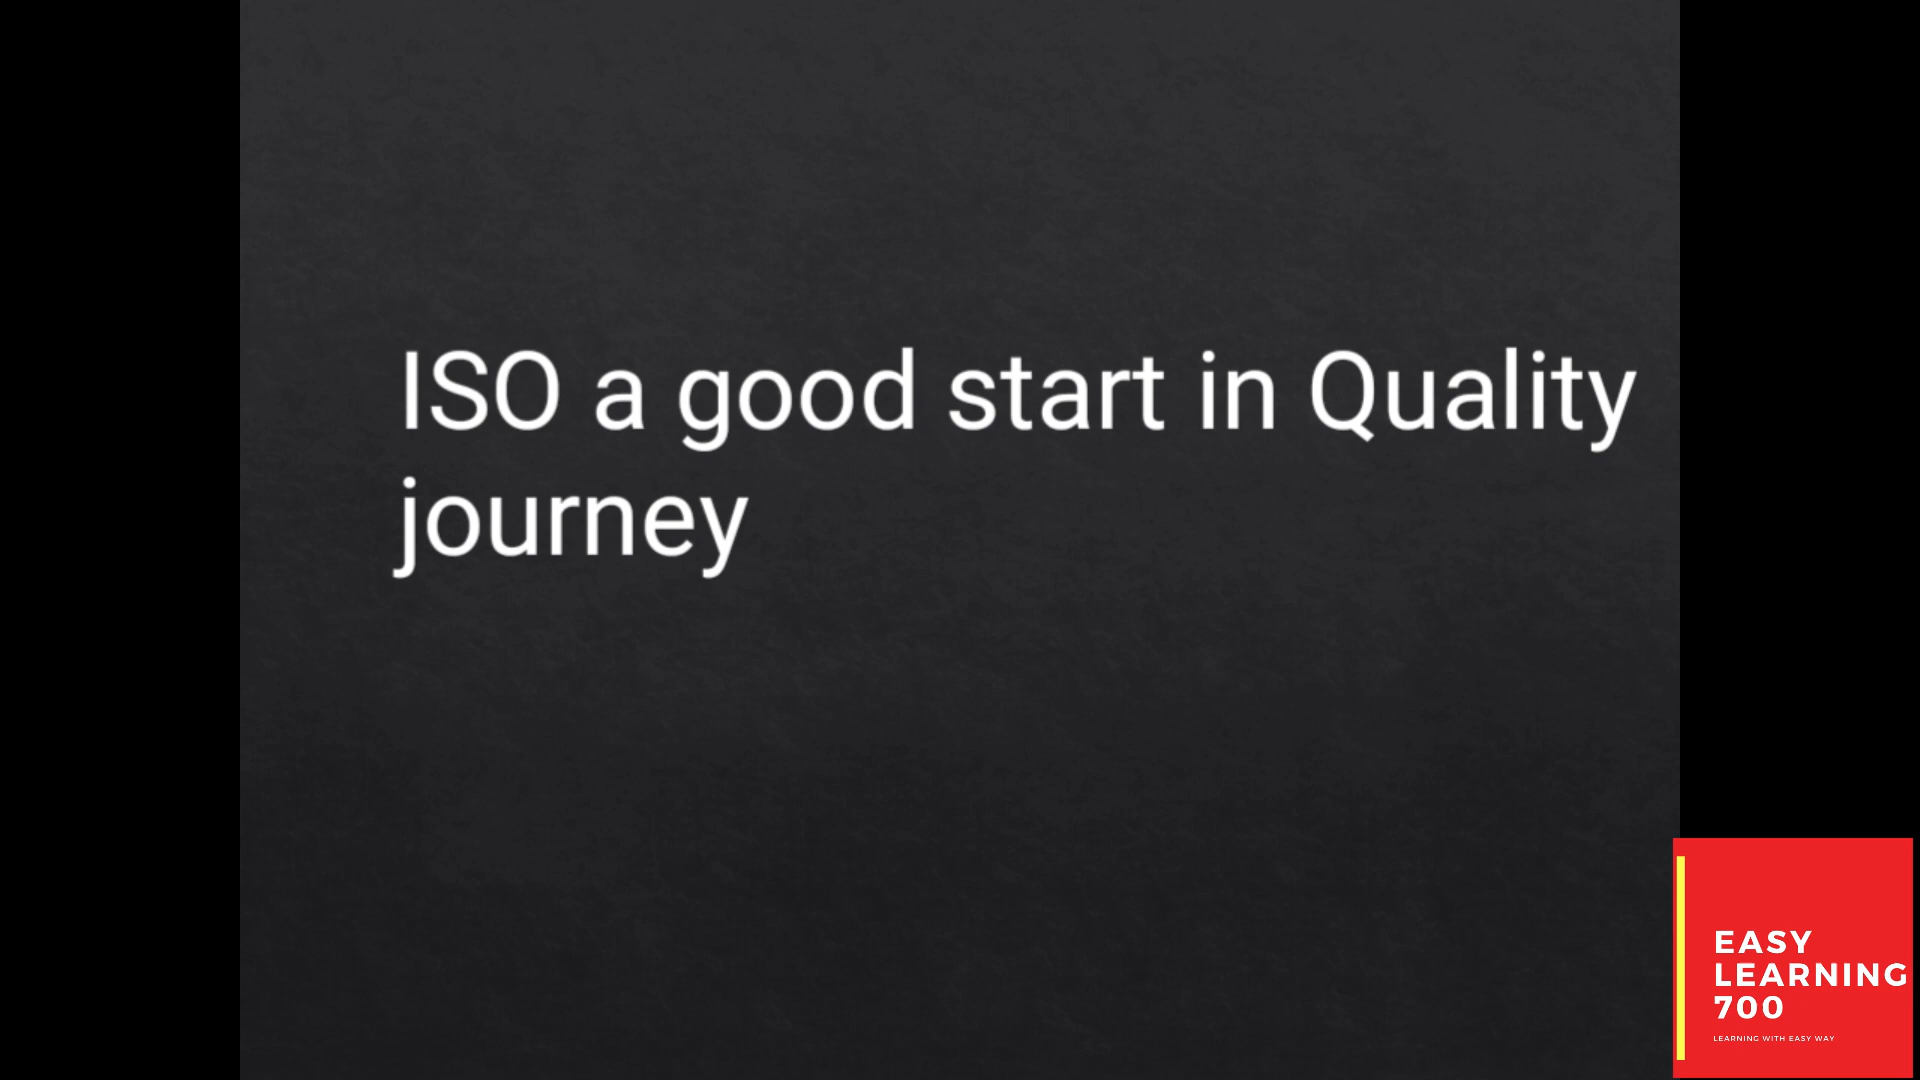 ISO a good start in Quality
journey
EASY
LEARNING
700
LEARNING WITH EASY WAY